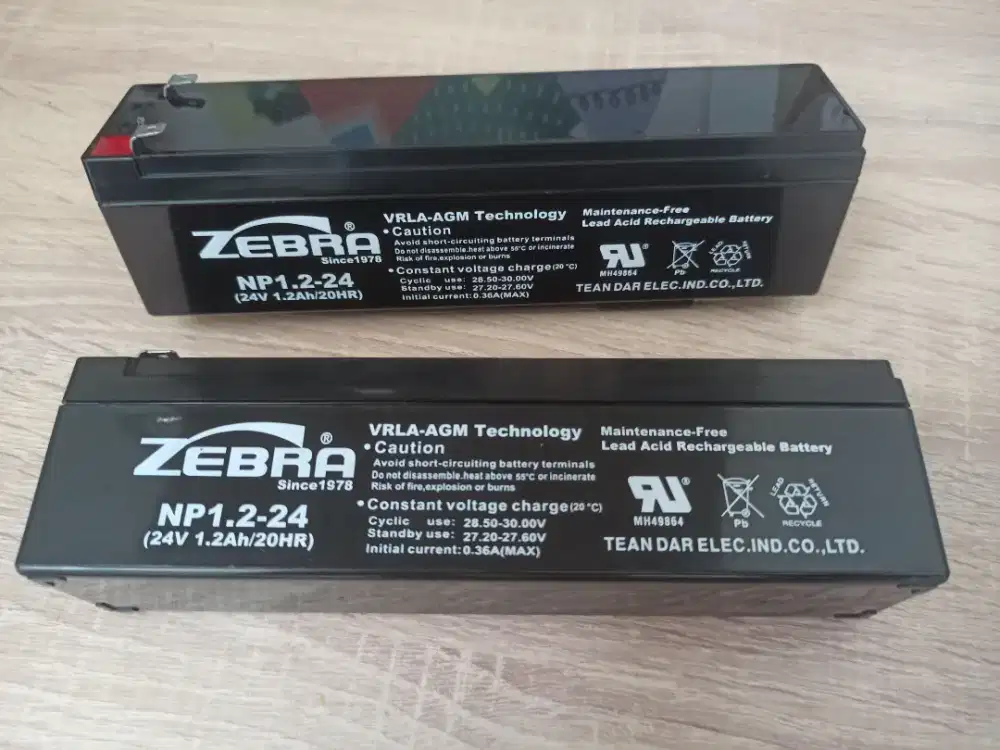 ZEBRA®
Since1978
NP1.2-24
(24V 1.2Ah/20HR)
VRLA-AGM Technology
•Caution
Avoid short-circuiting battery terminals
Do not disassemble.heat above 55°C or incinerate
Risk of fire,explosion or burns
•Constant voltage charge(20 °C)
Cyclic use: 28.50-30.00V
Standby use: 27.20-27.60V
Initial current:0.36A(MAX)
Maintenance-Free
Lead Acid Rechargeable Battery
RU®
MH49864
Pb
LEAD RETURN
RECYCLE
TEAN DAR ELEC.IND.CO.,LTD.
ZEBRA®
Since1978
NP1.2-24
(24V 1.2Ah/20HR)
VRLA-AGM Technology
•Caution
Avoid short-circuiting battery terminals
Do not disassemble.heat above 55°C or incinerate
Risk of fire,explosion or burns
•Constant voltage charge(20 °C)
Cyclic use: 28.50-30.00V
Standby use: 27.20-27.60V
Initial current:0.36A(MAX)
Maintenance-Free
Lead Acid Rechargeable Battery
RU®
MH49864
Pb
LEAD RETURN
RECYCLE
TEAN DAR ELEC.IND.CO.,LTD.